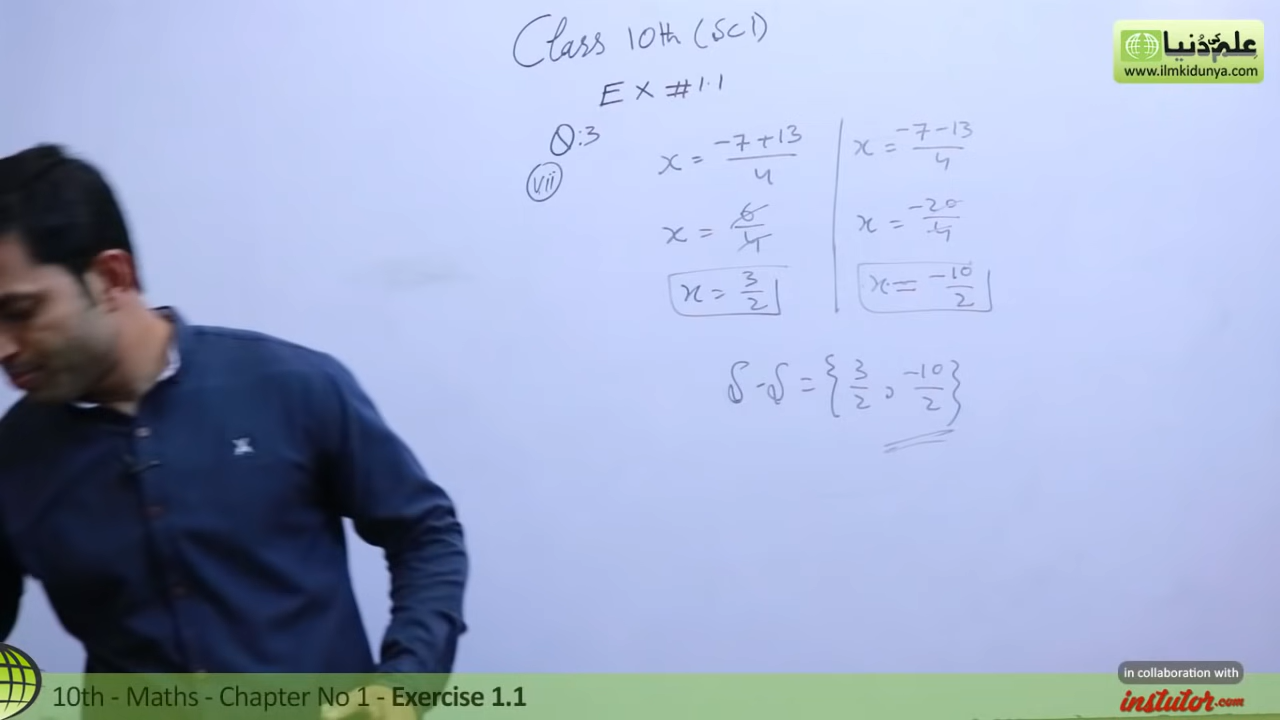 Class 10th (SCI)
EX #1.1
Q:3
vii
x = -7+13/4
x = 6/4
x = 3/2
x = -7-13/4
x = -20/4
x = -10/2
S-S = {3/2, -10/2}
علم کی دُنیا
www.ilmkidunya.com
10th - Maths - Chapter No 1 - Exercise 1.1
in collaboration with
instutor.com